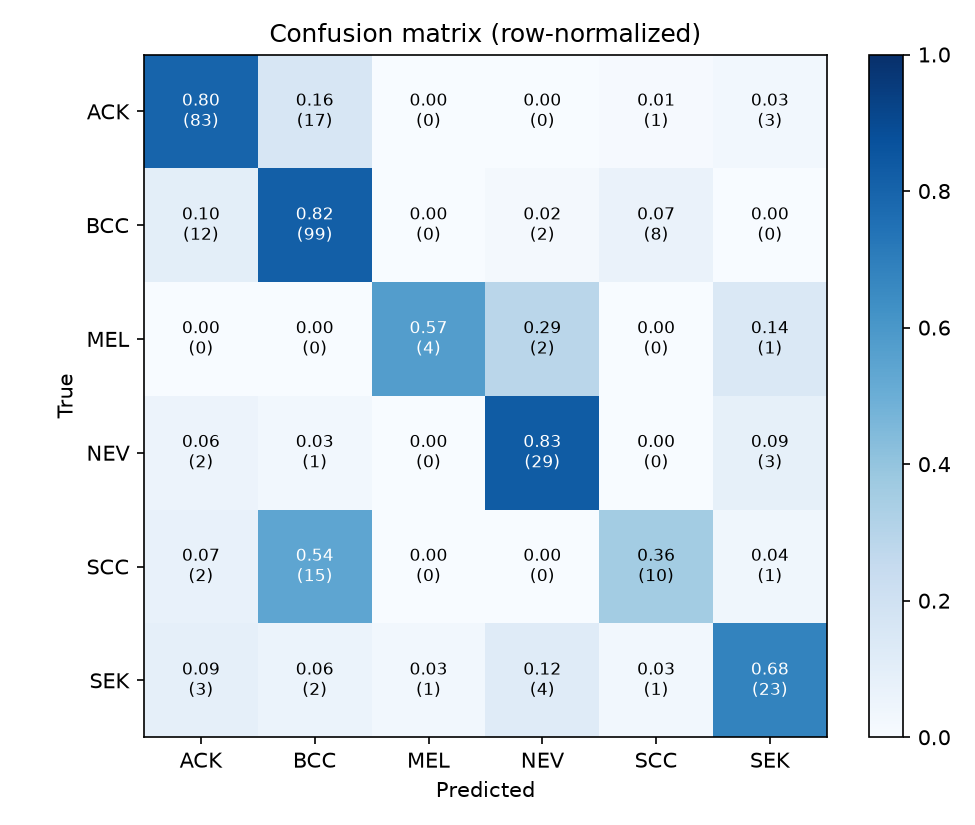 Confusion matrix (row-normalized)
1.0
ACK 0.80 0.16 0.00 0.00 0.01 0.03
(83) (17) (0) (0) (1) (3)
0.8
BCC 0.10 0.82 0.00 0.02 0.07 0.00
(12) (99) (0) (2) (8) (0)
MEL 0.00 0.00 0.57 0.29 0.00 0.14
(0) (0) (4) (2) (0) (1)
0.6
True
NEV 0.06 0.03 0.00 0.83 0.00 0.09
(2) (1) (0) (29) (0) (3)
0.4
SCC 0.07 0.54 0.00 0.00 0.36 0.04
(2) (15) (0) (0) (10) (1)
0.2
SEK 0.09 0.06 0.03 0.12 0.03 0.68
(3) (2) (1) (4) (1) (23)
0.0
ACK BCC MEL NEV SCC SEK
Predicted